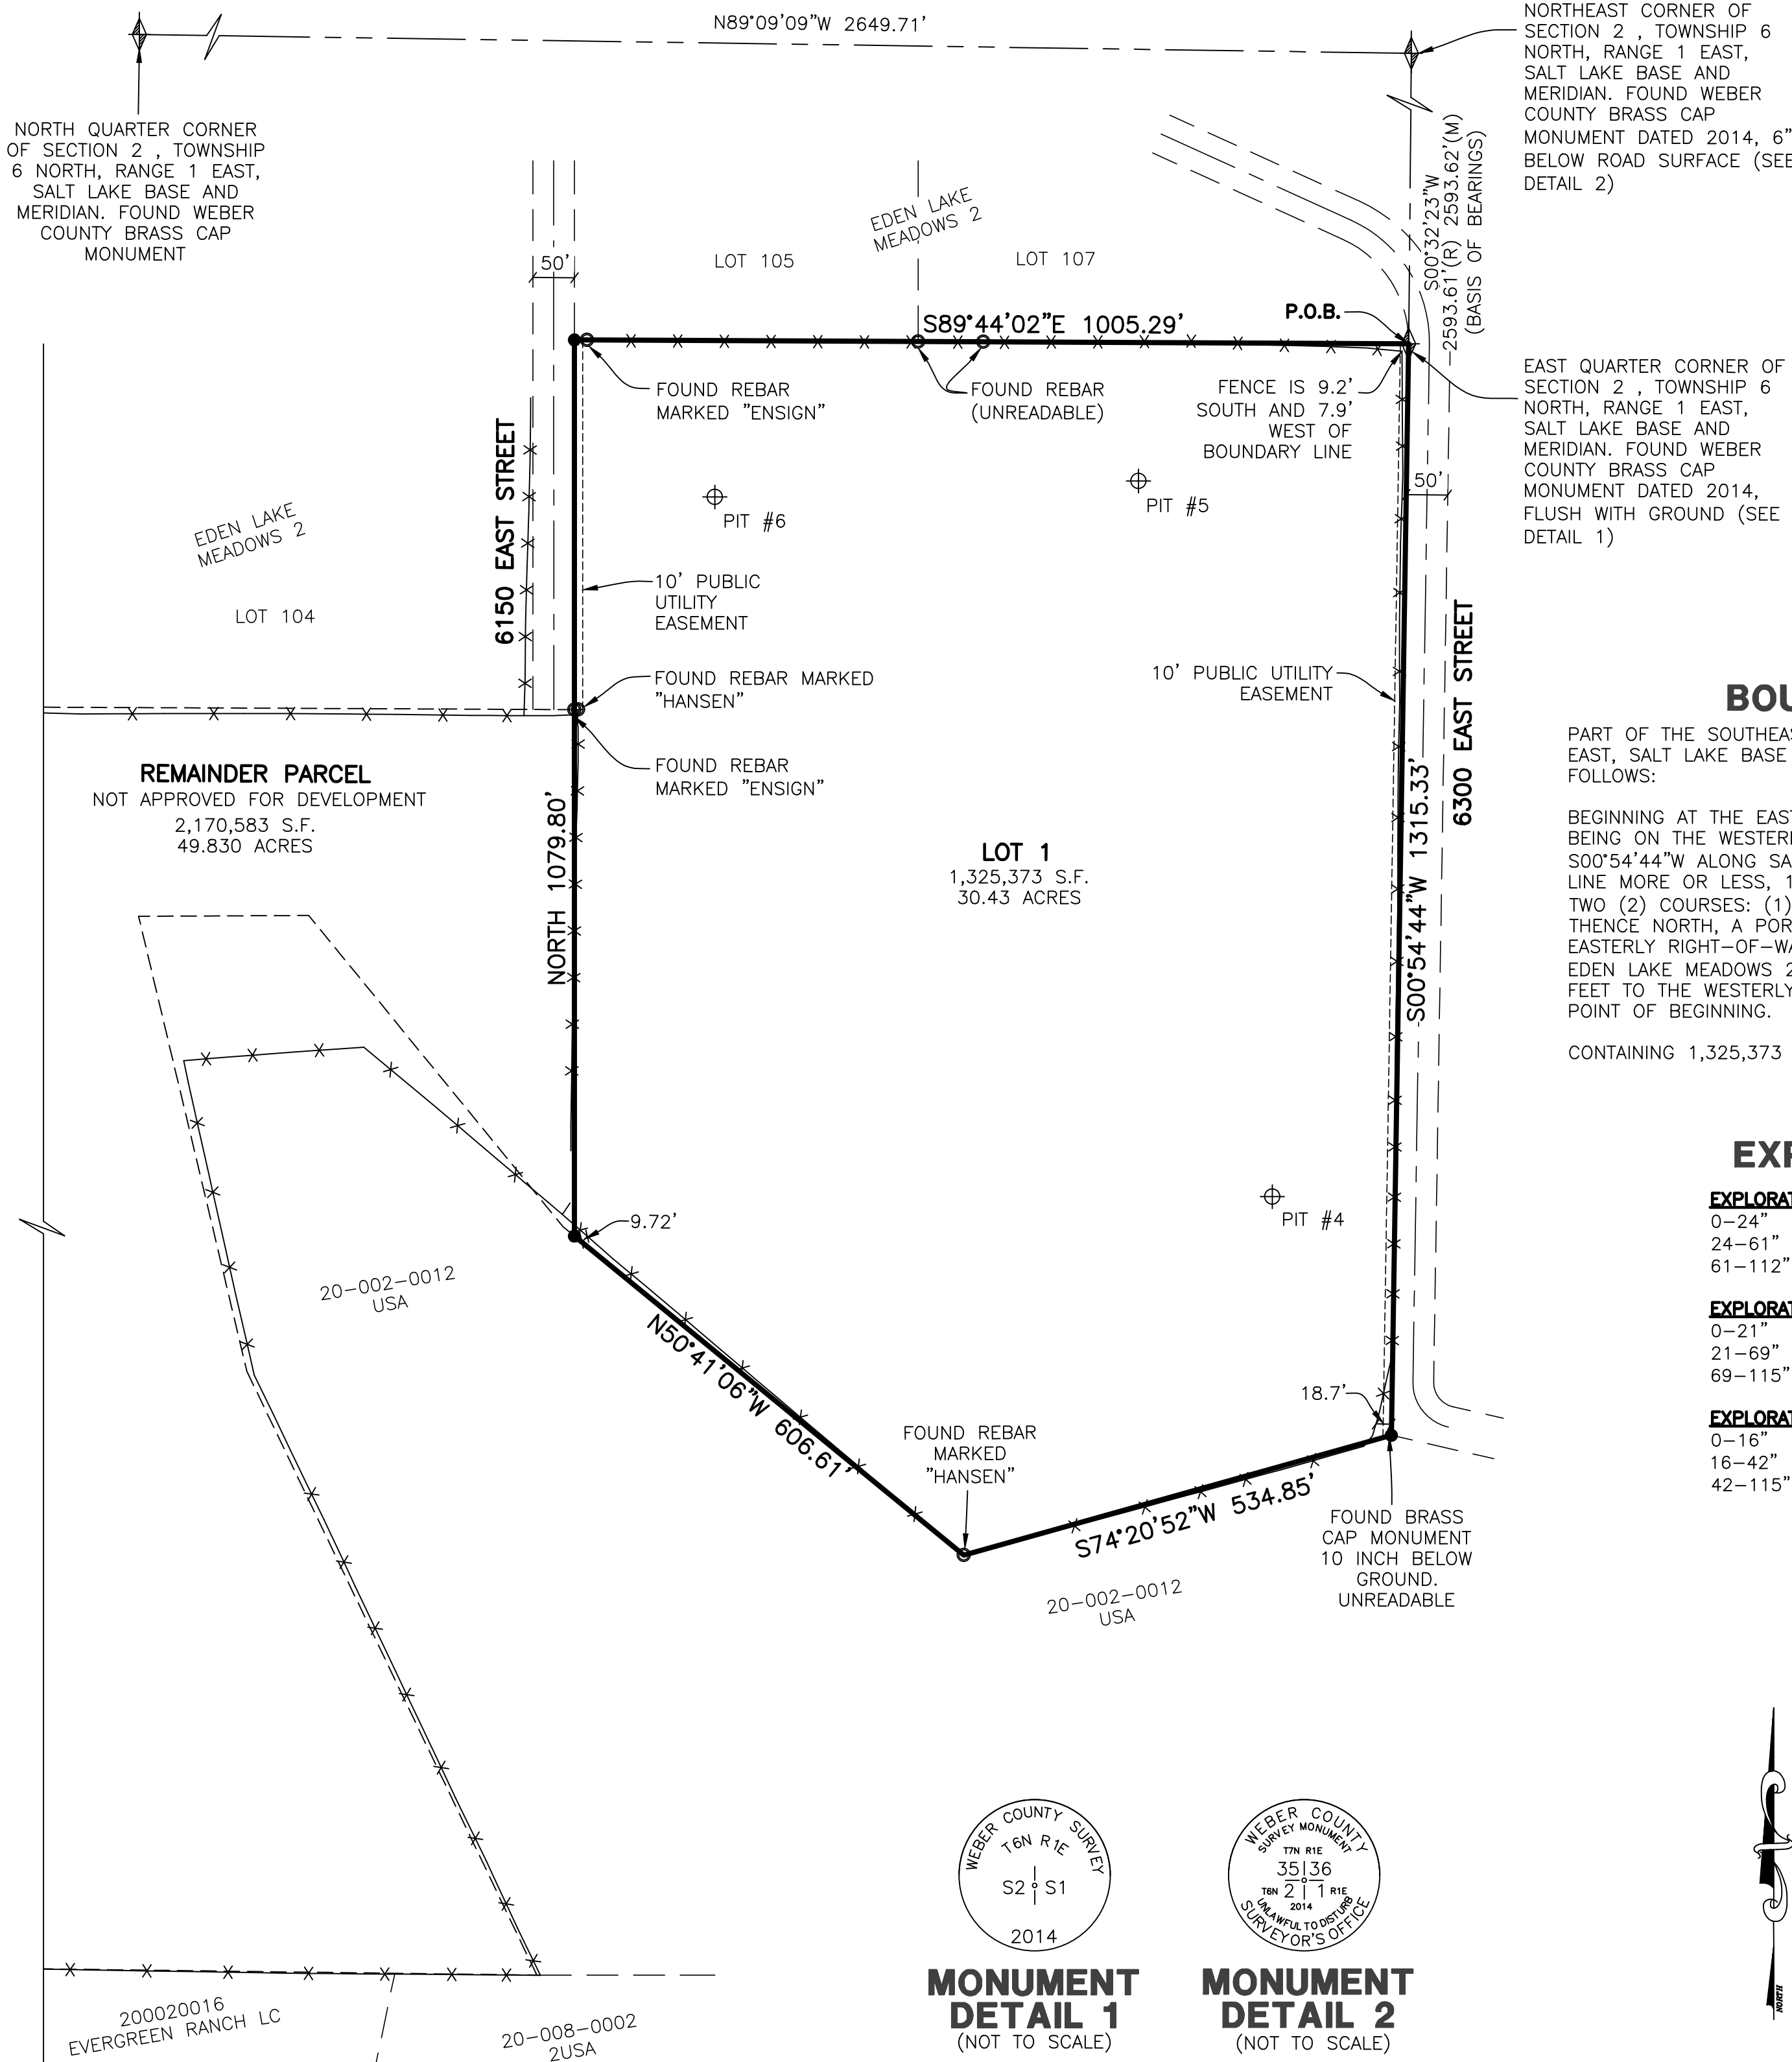 N89°09'09"W 2649.71'
NORTHEAST CORNER OF
SECTION 2 , TOWNSHIP 6
NORTH, RANGE 1 EAST,
SALT LAKE BASE AND
MERIDIAN. FOUND WEBER
COUNTY BRASS CAP
MONUMENT DATED 2014, 6"
BELOW ROAD SURFACE (SEE
DETAIL 2)
NORTH QUARTER CORNER
OF SECTION 2 , TOWNSHIP
6 NORTH, RANGE 1 EAST,
SALT LAKE BASE AND
MERIDIAN. FOUND WEBER
COUNTY BRASS CAP
MONUMENT
S00°32'23"W
2593.61'(R) 2593.62'(M)
(BASIS OF BEARINGS)
EDEN LAKE
MEADOWS 2
50'
LOT 105
LOT 107
P.O.B.
S89°44'02"E 1005.29'
FOUND REBAR
MARKED "ENSIGN"
FOUND REBAR
(UNREADABLE)
FENCE IS 9.2'
SOUTH AND 7.9'
WEST OF
BOUNDARY LINE
EAST QUARTER CORNER OF
SECTION 2 , TOWNSHIP 6
NORTH, RANGE 1 EAST,
SALT LAKE BASE AND
MERIDIAN. FOUND WEBER
COUNTY BRASS CAP
MONUMENT DATED 2014,
FLUSH WITH GROUND (SEE
DETAIL 1)
50'
PIT #6
PIT #5
6150 EAST STREET
EDEN LAKE
MEADOWS 2
LOT 104
10' PUBLIC
UTILITY
EASEMENT
FOUND REBAR MARKED
"HANSEN"
10' PUBLIC UTILITY
EASEMENT
6300 EAST STREET
FOUND REBAR
MARKED "ENSIGN"
REMAINDER PARCEL
NOT APPROVED FOR DEVELOPMENT
2,170,583 S.F.
49.830 ACRES
NORTH 1079.80'
LOT 1
1,325,373 S.F.
30.43 ACRES
S00°54'44"W 1315.33'
BOU
PART OF THE SOUTHEAS
EAST, SALT LAKE BASE
FOLLOWS:
BEGINNING AT THE EAST
BEING ON THE WESTERL
S00°54'44"W ALONG SA
LINE MORE OR LESS, 1
TWO (2) COURSES: (1)
THENCE NORTH, A POR
EASTERLY RIGHT-OF-WA
EDEN LAKE MEADOWS 2
FEET TO THE WESTERLY
POINT OF BEGINNING.
CONTAINING 1,325,373
EXP
EXPLORAT
0-24"
24-61"
61-112"
EXPLORAT
0-21"
21-69"
69-115"
EXPLORAT
0-16"
16-42"
42-115"
9.72'
PIT #4
20-002-0012
USA
N50°41'06"W 606.61'
18.7'
FOUND REBAR
MARKED
"HANSEN"
S74°20'52"W 534.85'
FOUND BRASS
CAP MONUMENT
10 INCH BELOW
GROUND.
UNREADABLE
20-002-0012
USA
WEBER COUNTY SURVEY
T6N R1E
S2 S1
2014
MONUMENT
DETAIL 1
(NOT TO SCALE)
WEBER COUNTY
SURVEY MONUMENT
T7N R1E
35 36
T6N 2 1 R1E
2014
UNLAWFUL TO DISTURB
SURVEYOR'S OFFICE
MONUMENT
DETAIL 2
(NOT TO SCALE)
NORTH
200020016
EVERGREEN RANCH LC
20-008-0002
2USA